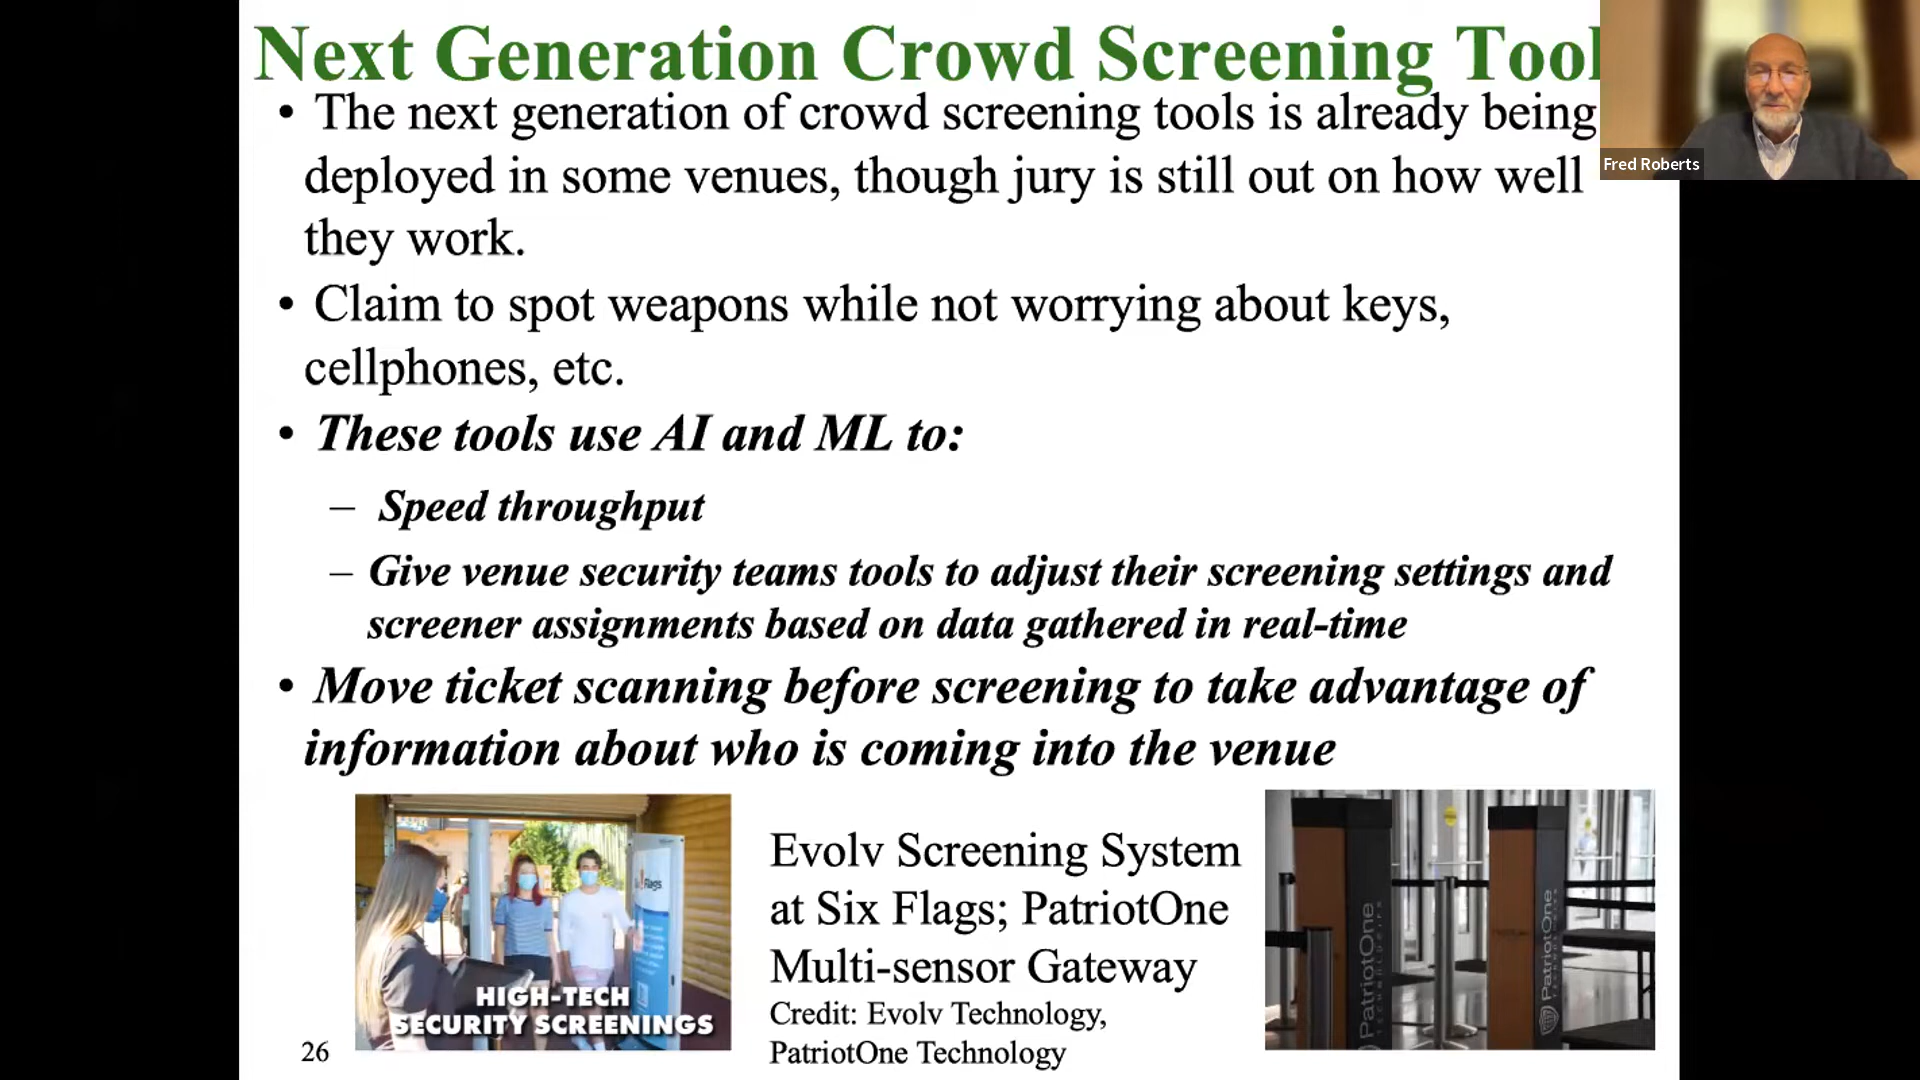 Next Generation Crowd Screening Tool
Fred Roberts
• The next generation of crowd screening tools is already being
deployed in some venues, though jury is still out on how well
they work.
• Claim to spot weapons while not worrying about keys,
cellphones, etc.
• These tools use AI and ML to:
– Speed throughput
– Give venue security teams tools to adjust their screening settings and
screener assignments based on data gathered in real-time
• Move ticket scanning before screening to take advantage of
information about who is coming into the venue
Flags
HIGH-TECH
SECURITY SCREENINGS
Evolv Screening System
at Six Flags; PatriotOne
Multi-sensor Gateway
Credit: Evolv Technology,
PatriotOne Technology
PatriotOne
TECHNOLOGIES
PatriotOne
26